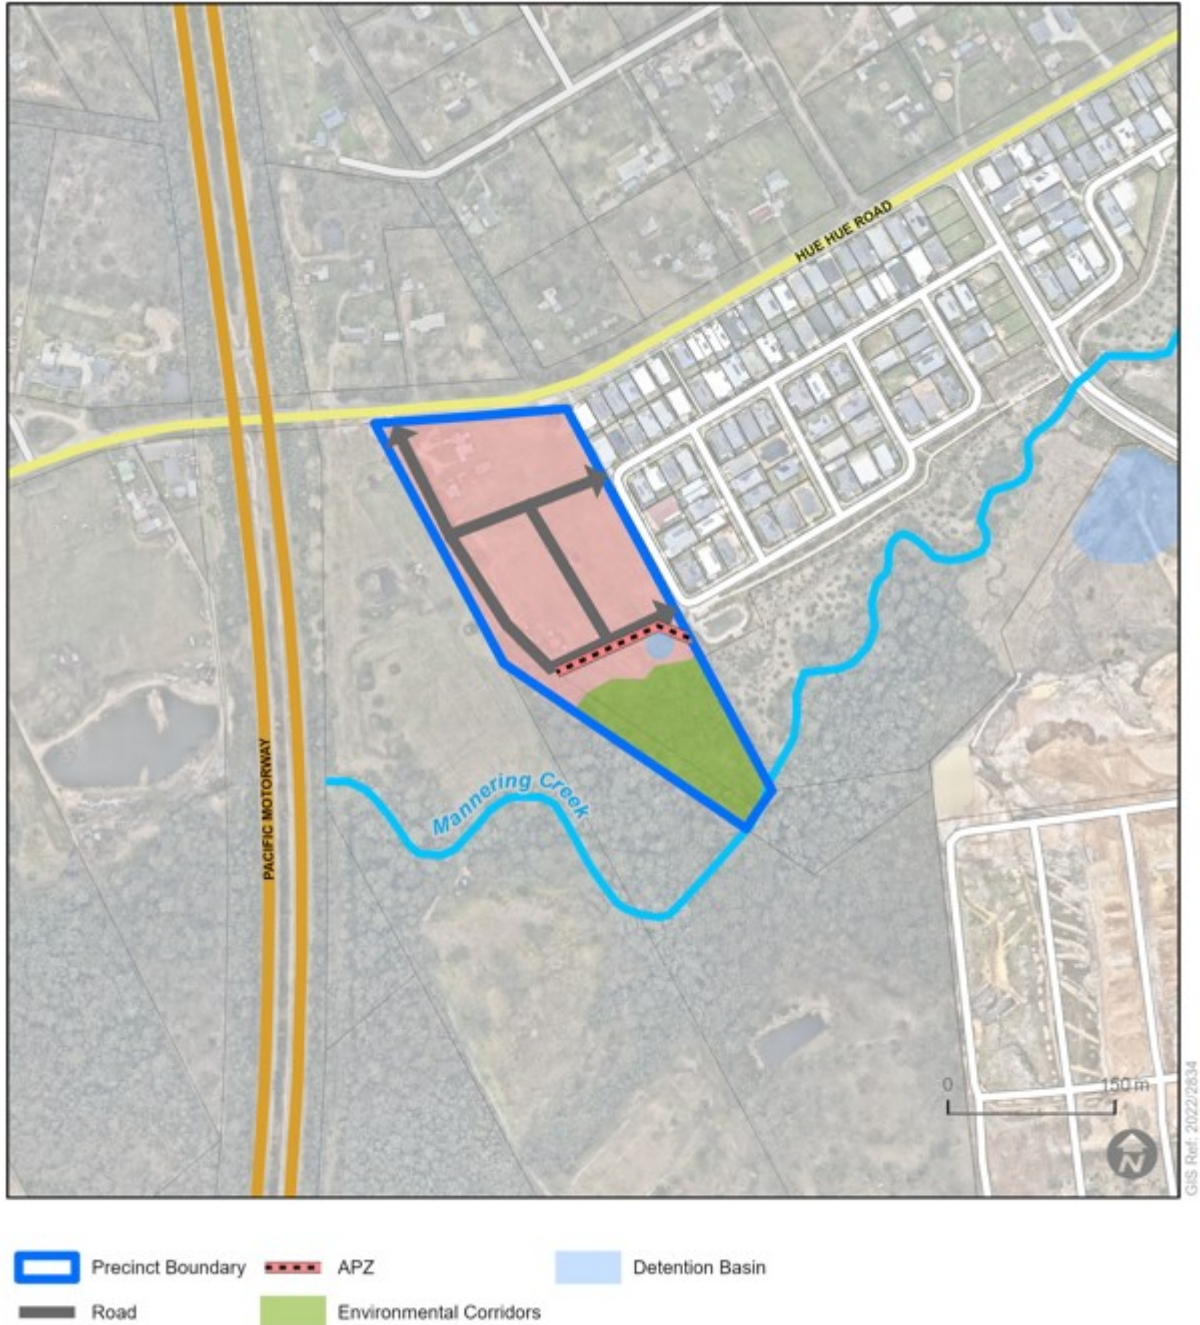 HUE HUE ROAD
PACIFIC MOTORWAY
Mannering Creek
0 150 m
N
GIS Ref: 2022/2834
Precinct Boundary APZ Detention Basin
Road Environmental Corridors